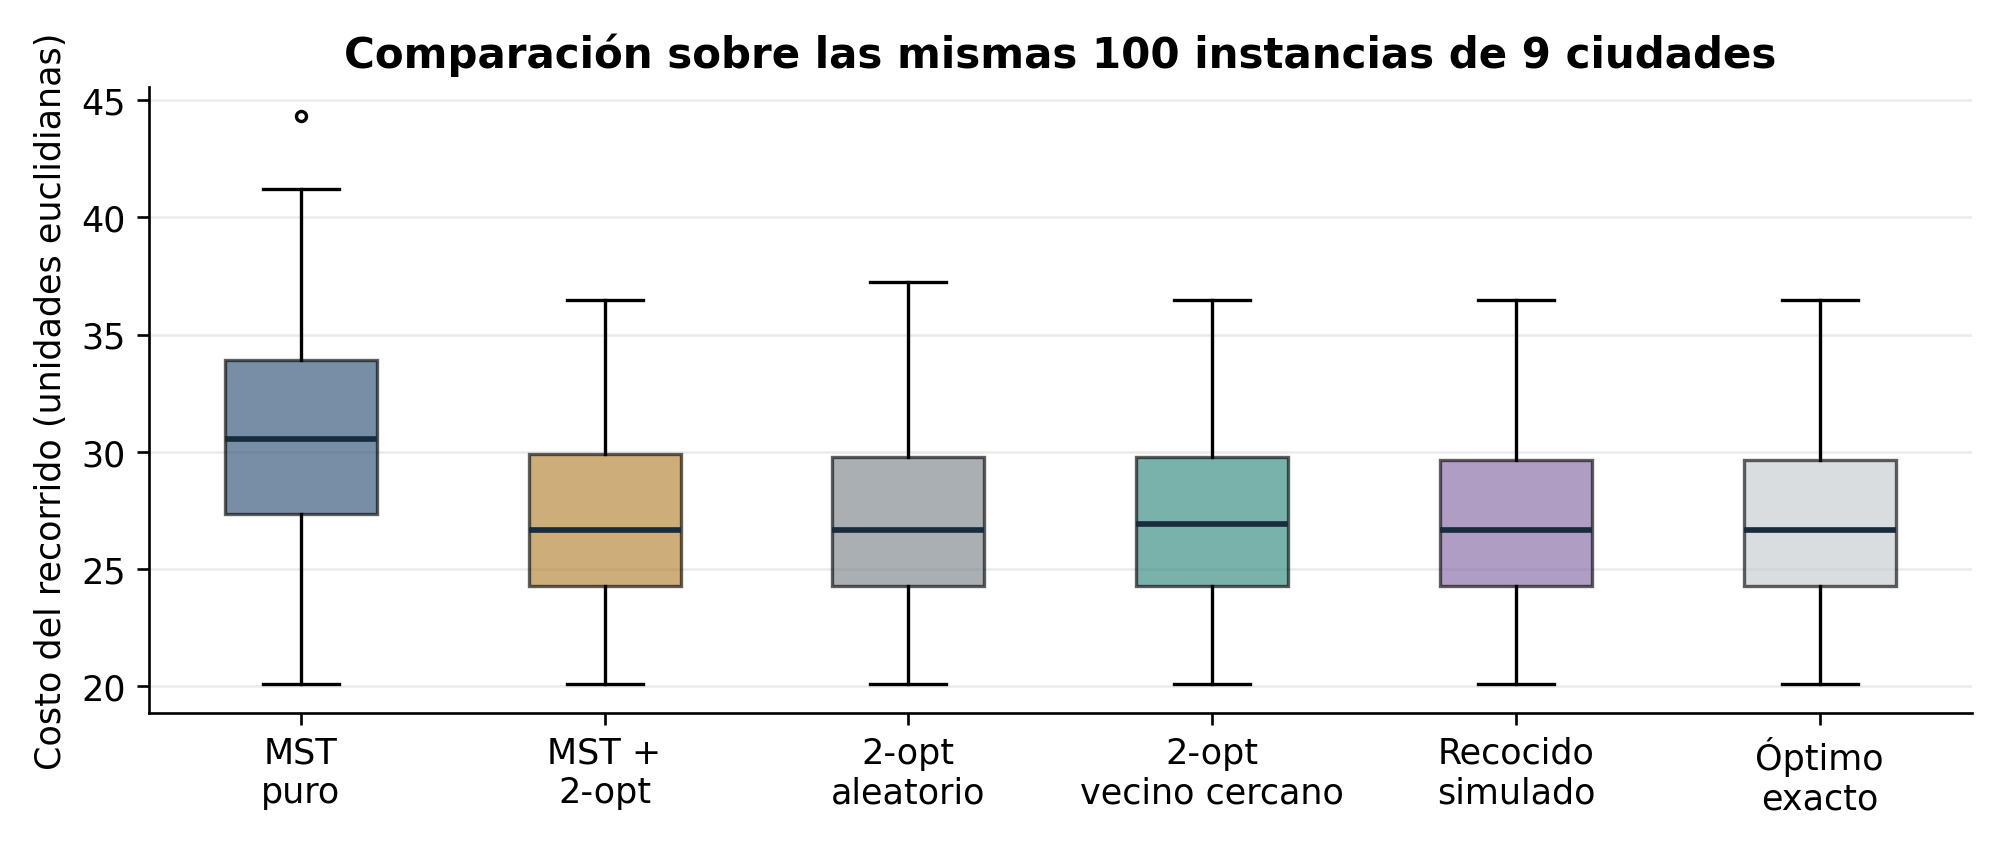 Comparación sobre las mismas 100 instancias de 9 ciudades
Costo del recorrido (unidades euclidianas)
45
40
35
30
25
20
MST
puro
MST +
2-opt
2-opt
aleatorio
2-opt
vecino cercano
Recocido
simulado
Óptimo
exacto